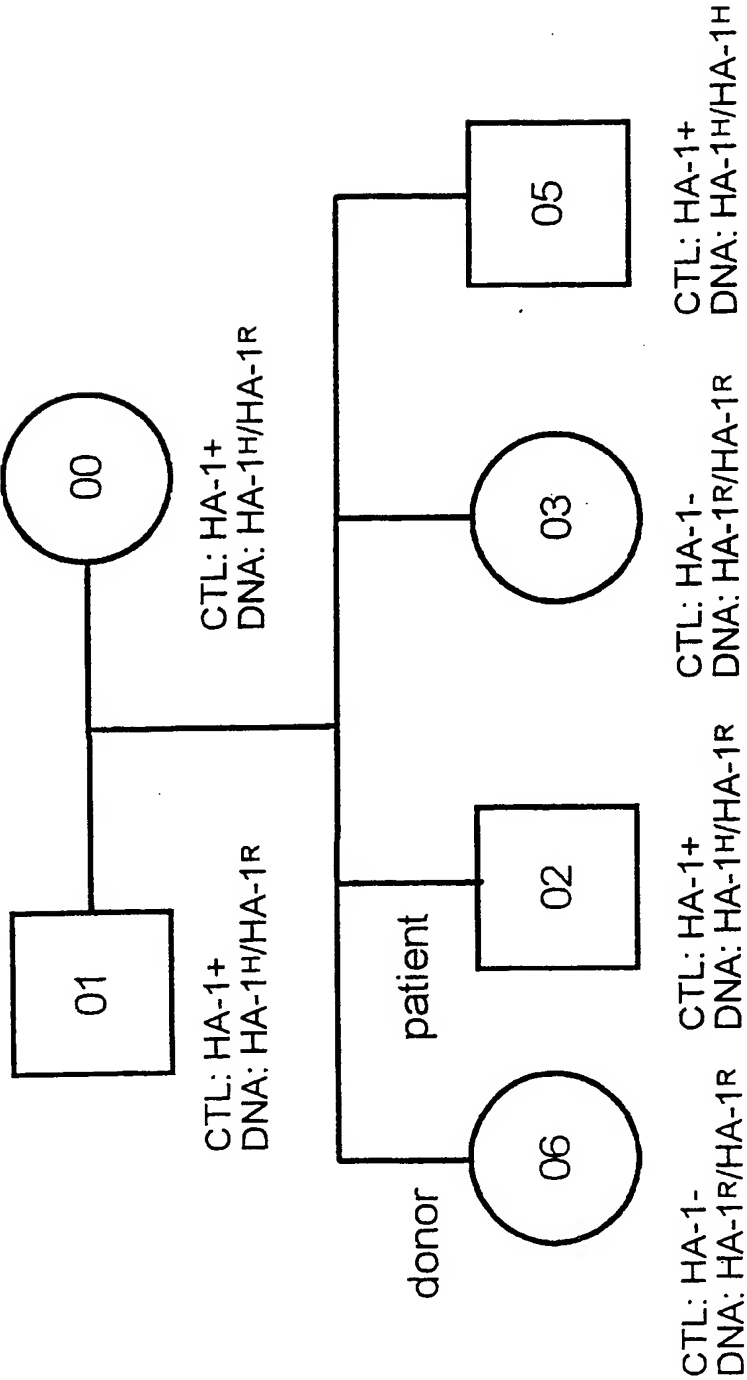 01
00
CTL: HA-1+
DNA: HA-1H/HA-1R
CTL: HA-1+
DNA: HA-1H/HA-1R
donor
patient
06
02
03
05
CTL: HA-1-
DNA: HA-1R/HA-1R
CTL: HA-1+
DNA: HA-1H/HA-1R
CTL: HA-1-
DNA: HA-1R/HA-1R
CTL: HA-1+
DNA: HA-1H/HA-1H